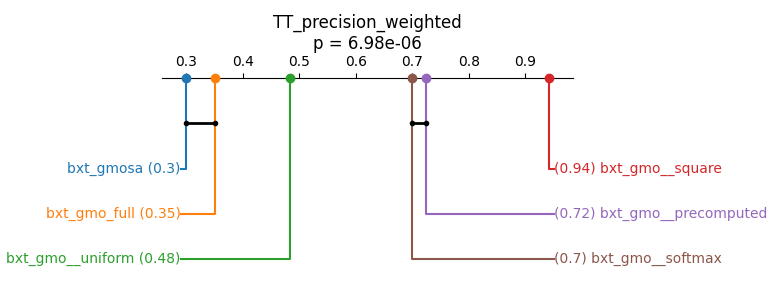 TT_precision_weighted
p = 6.98e-06
0.3 0.4 0.5 0.6 0.7 0.8 0.9
bxt_gmosa (0.3) (0.94) bxt_gmo__square
bxt_gmo_full (0.35) (0.72) bxt_gmo__precomputed
bxt_gmo__uniform (0.48) (0.7) bxt_gmo__softmax